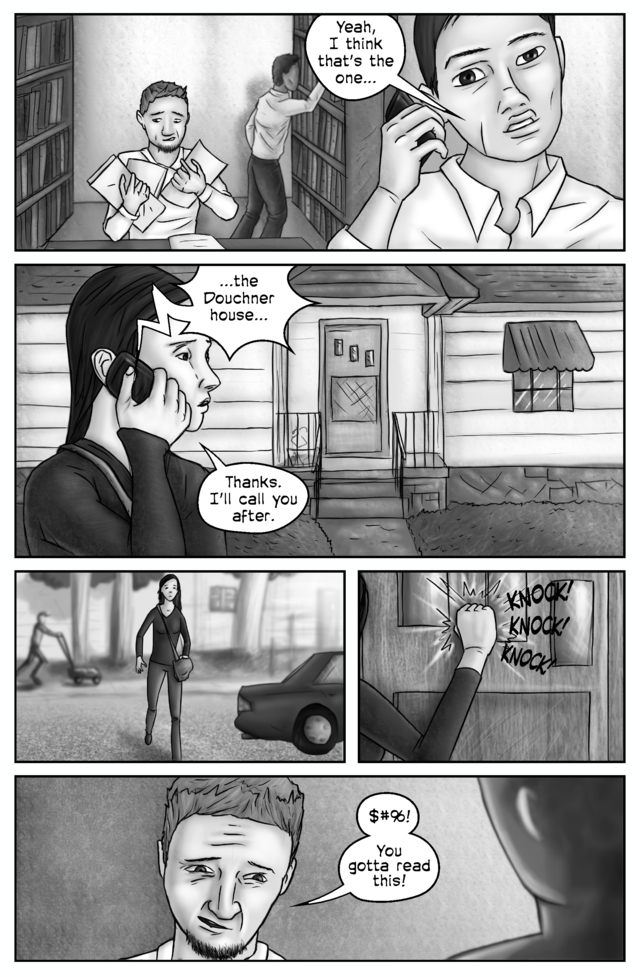 Yeah,
I think
that's the
one...
...the
Douchner
house...
Thanks.
I'll call you
after.
KNOCK!
KNOCK!
KNOCK!
$#%!
You
gotta read
this!